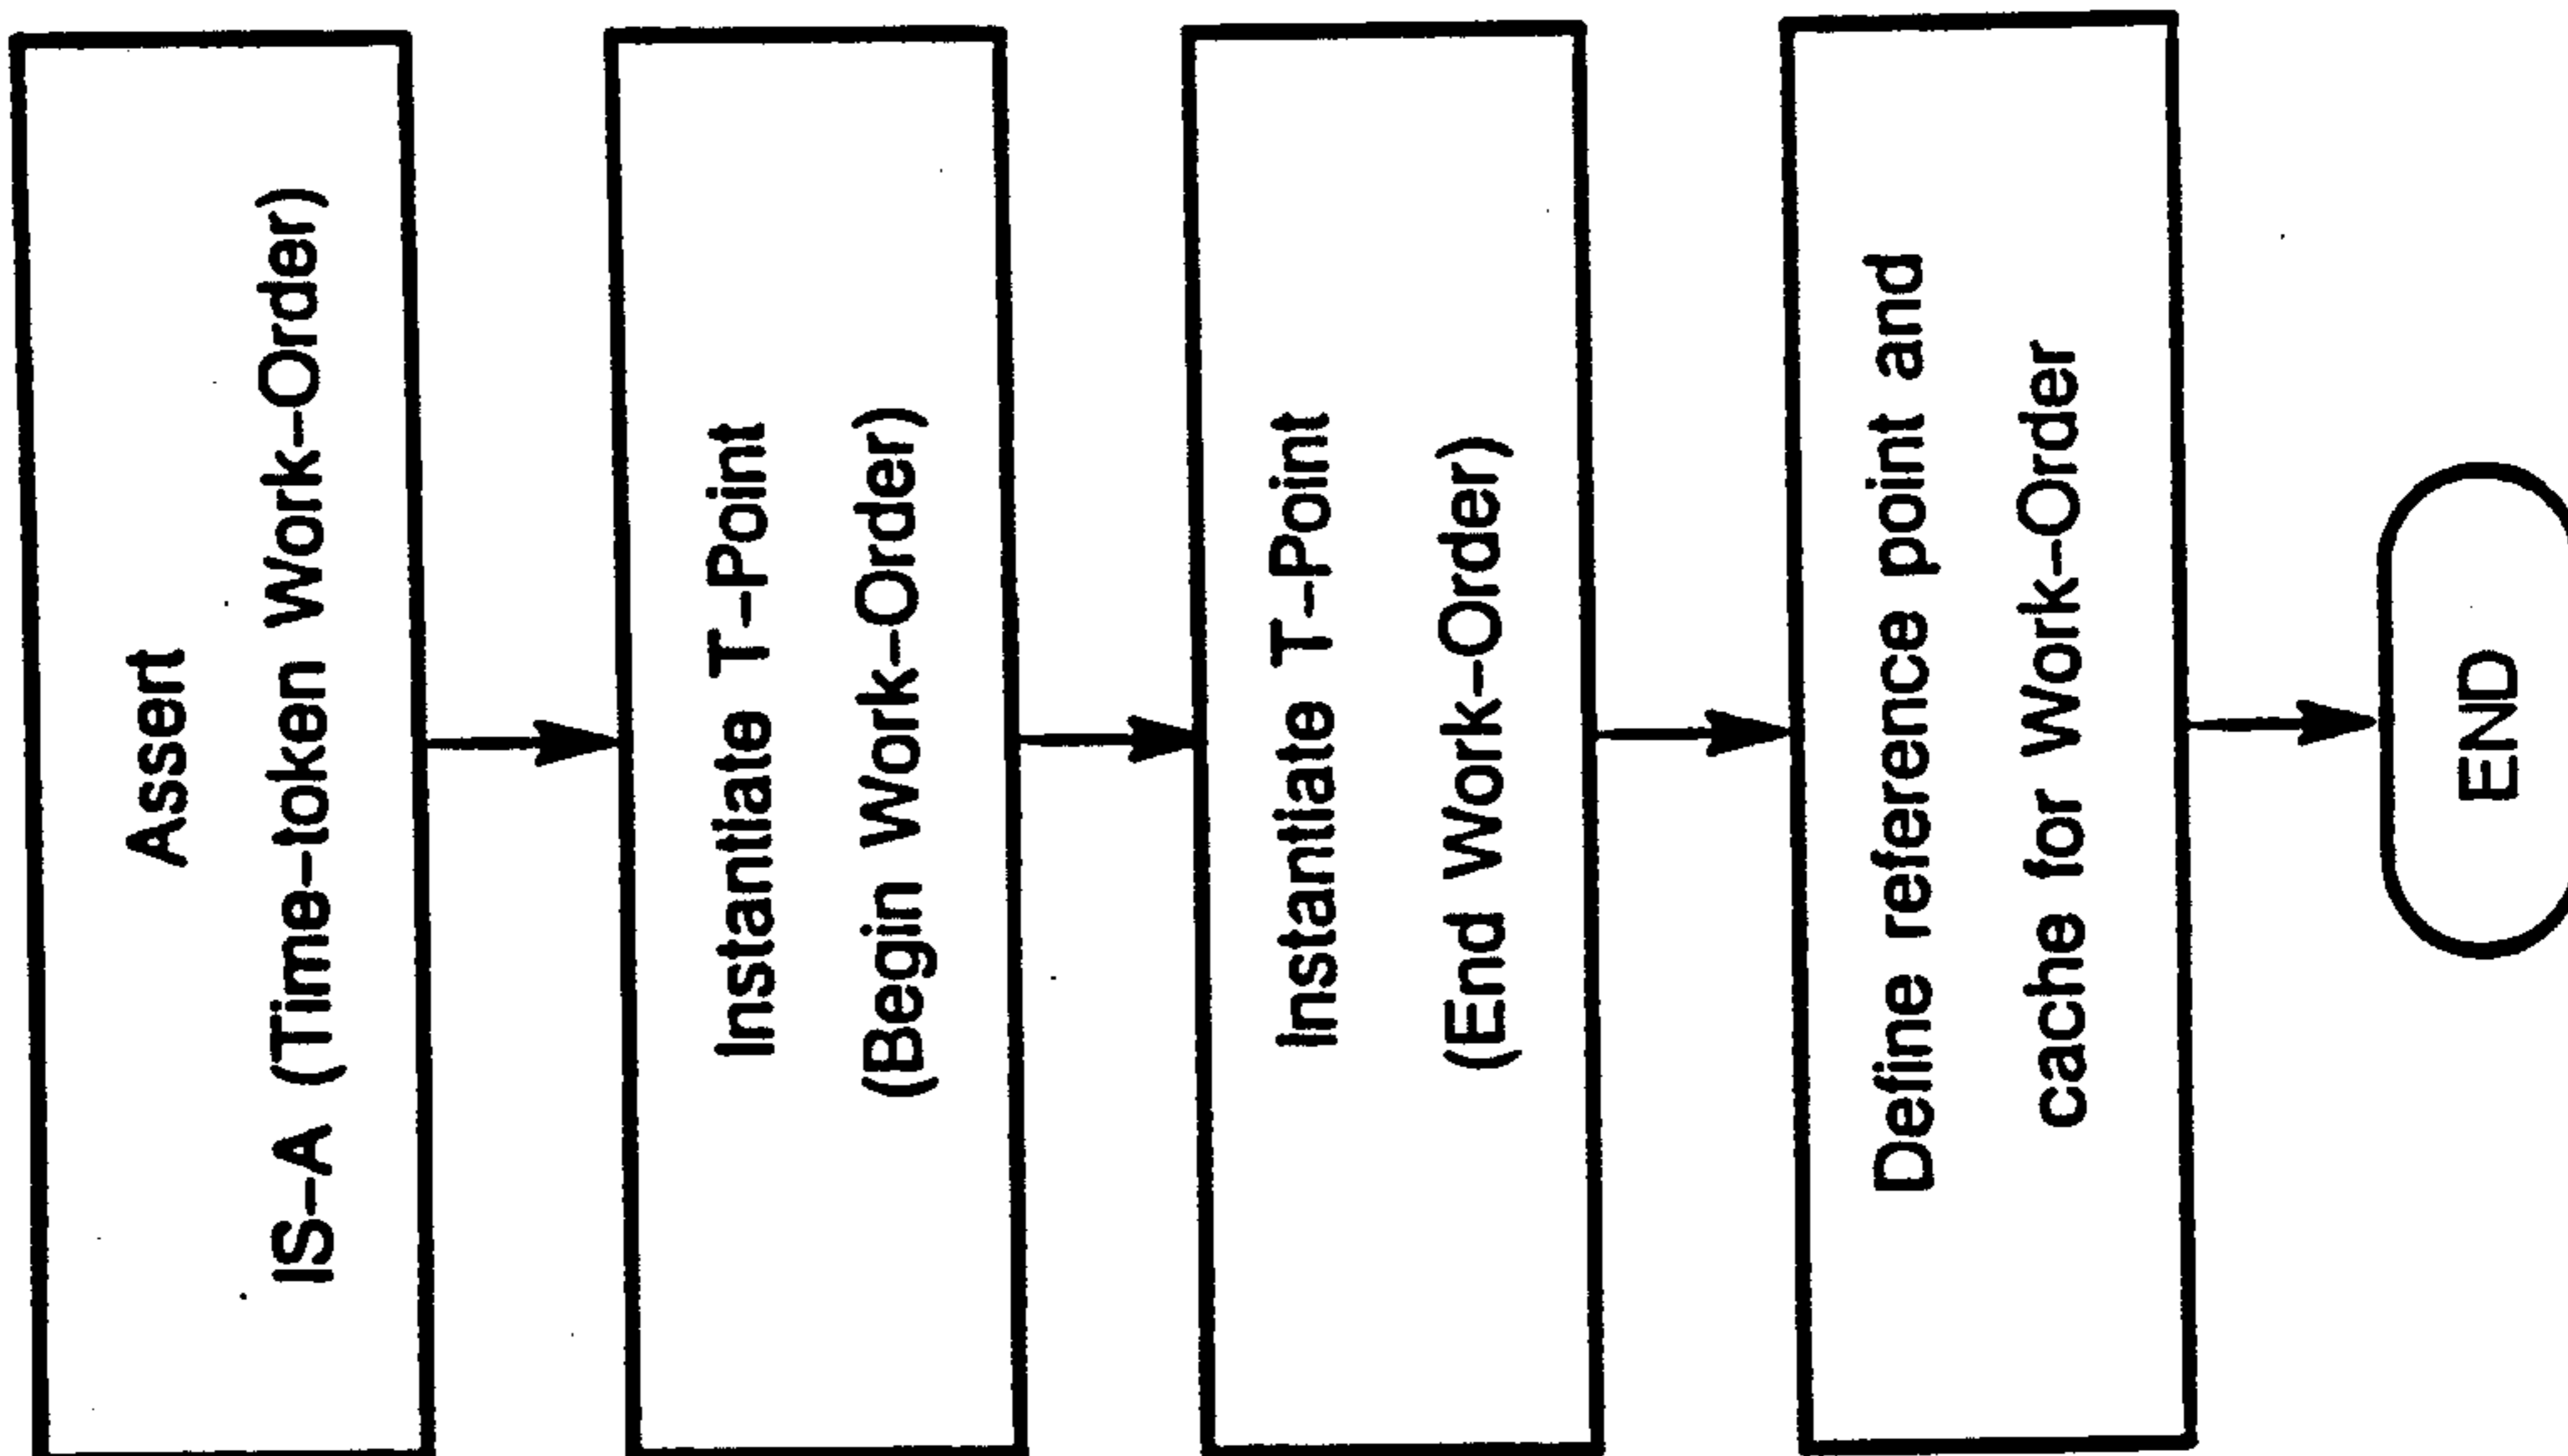 Assert
IS–A (Time–token Work–Order)
Instantiate T–Point
(Begin Work–Order)
Instantiate T–Point
(End Work–Order)
Define reference point and
cache for Work–Order
END